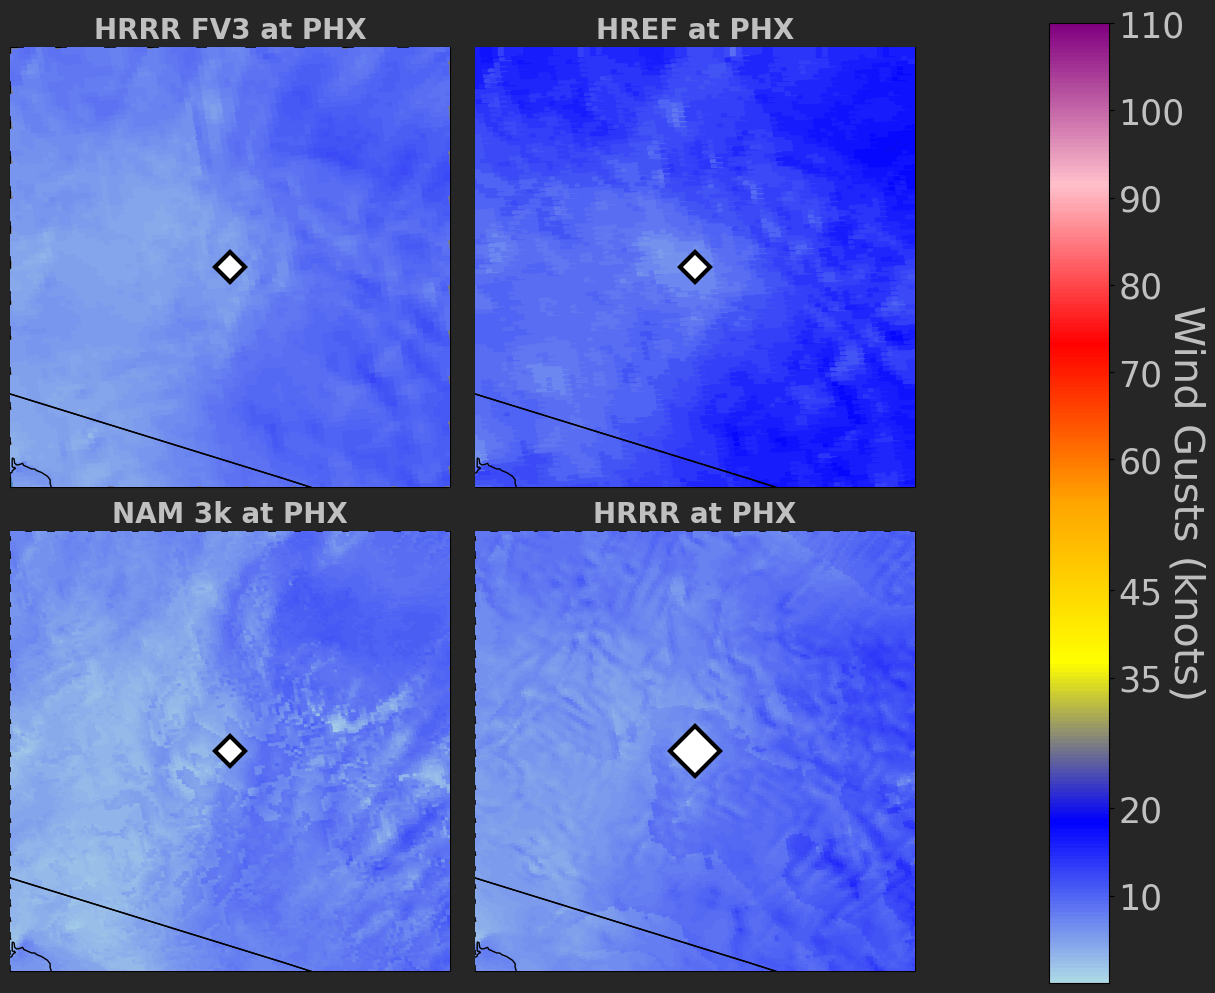 HRRR FV3 at PHX
HREF at PHX
NAM 3k at PHX
HRRR at PHX
110
100
90
80
70
60
45
35
20
10
Wind Gusts (knots)